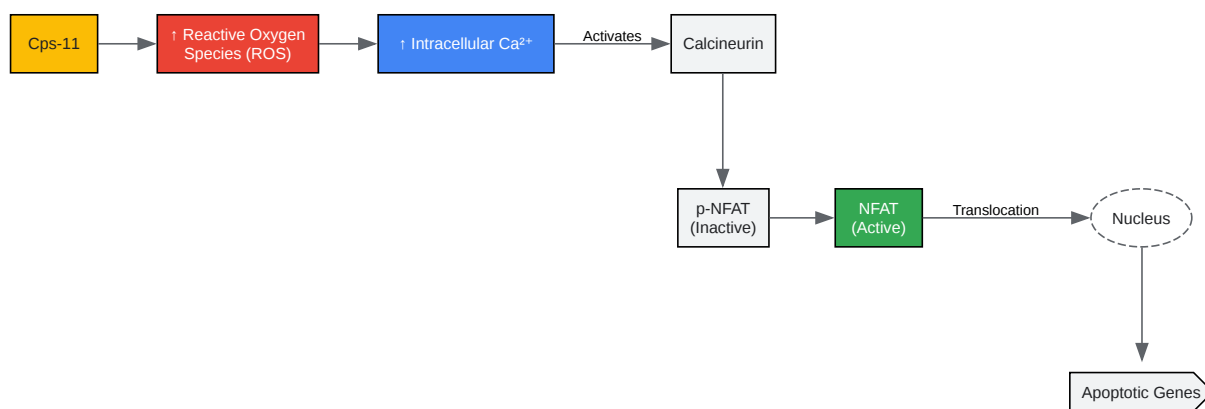 Cps-11
↑ Reactive Oxygen
Species (ROS)
↑ Intracellular Ca²⁺
Activates
Calcineurin
p-NFAT
(Inactive)
NFAT
(Active)
Translocation
Nucleus
Apoptotic Genes